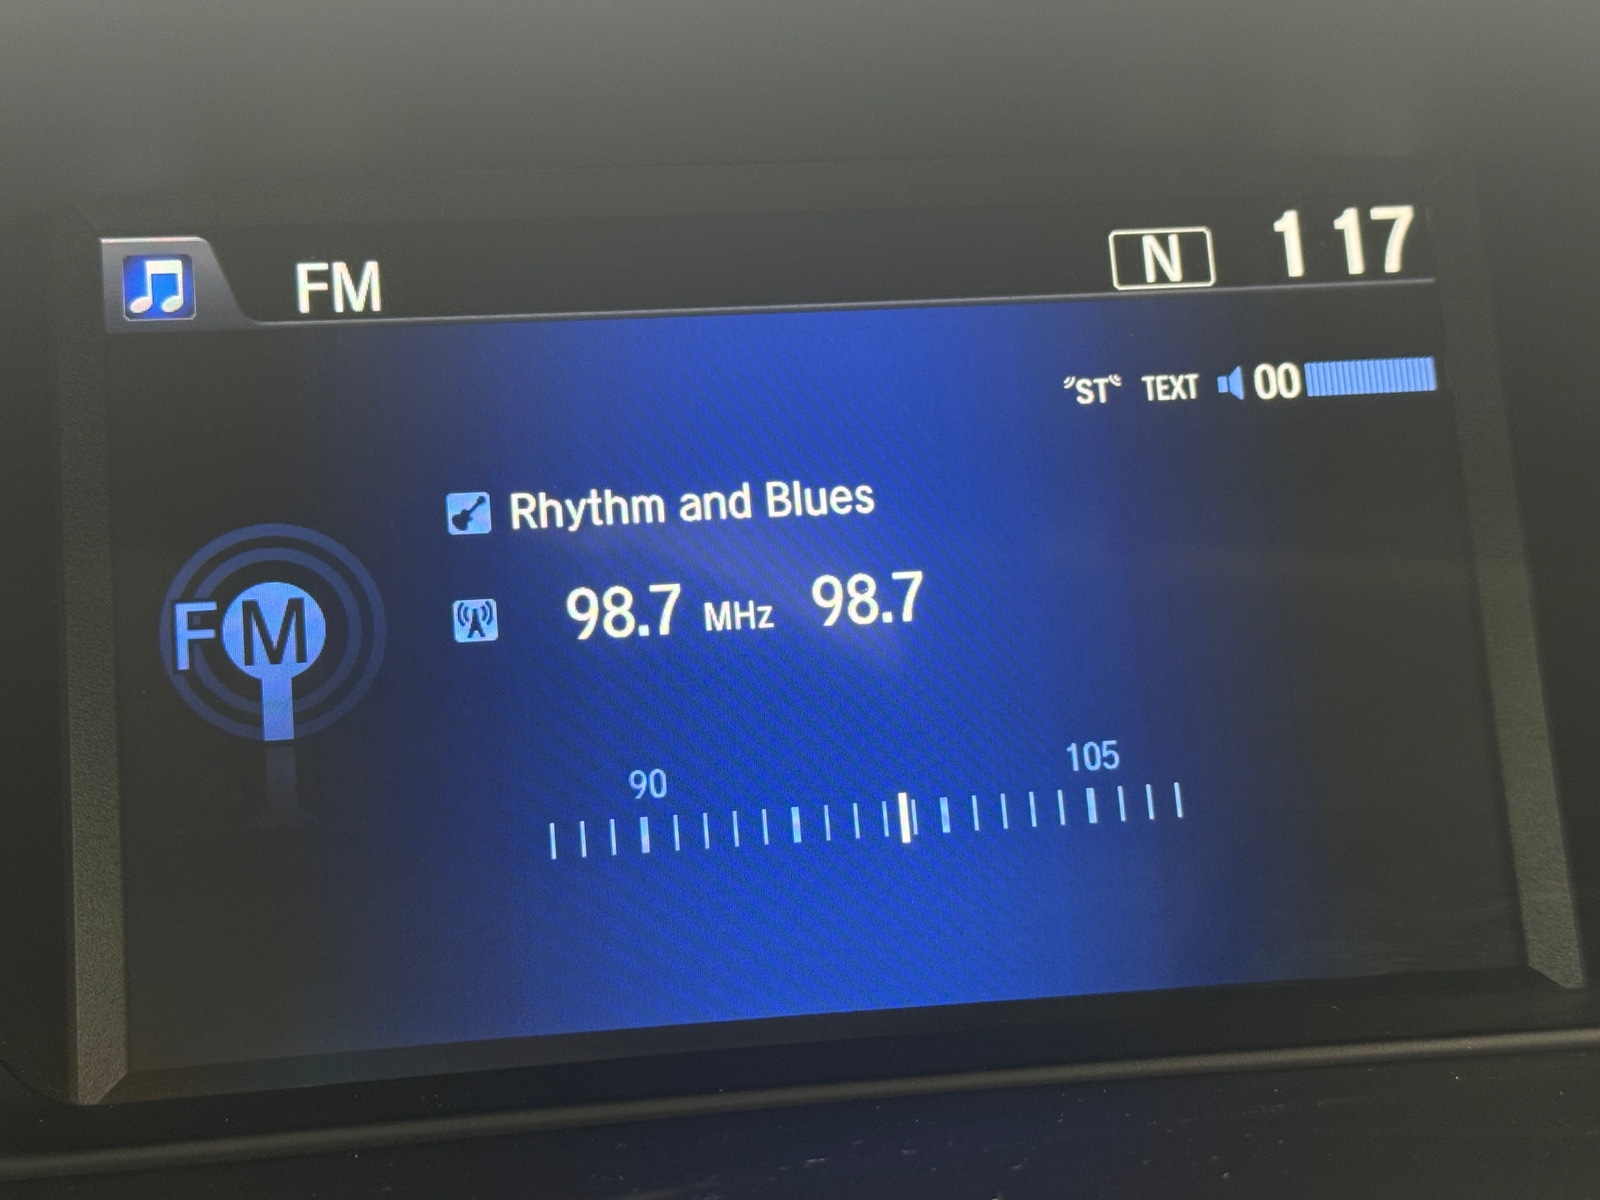 FM N 1 17
"ST" TEXT 00
Rhythm and Blues
FM 98.7 MHz 98.7
90 105